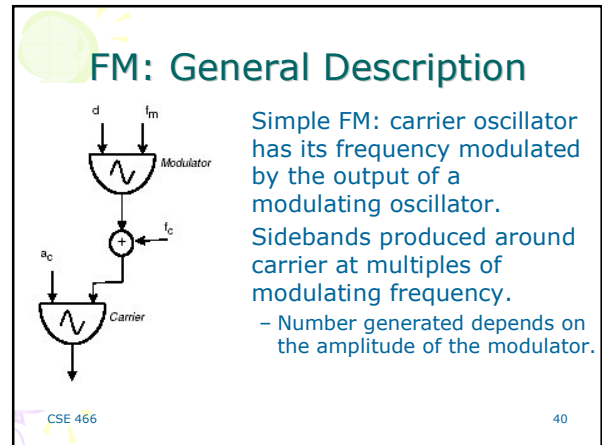 FM: General Description
d
fm
Modulator
+
fc
ac
Carrier
Simple FM: carrier oscillator
has its frequency modulated
by the output of a
modulating oscillator.
Sidebands produced around
carrier at multiples of
modulating frequency.
– Number generated depends on
the amplitude of the modulator.
CSE 466
40